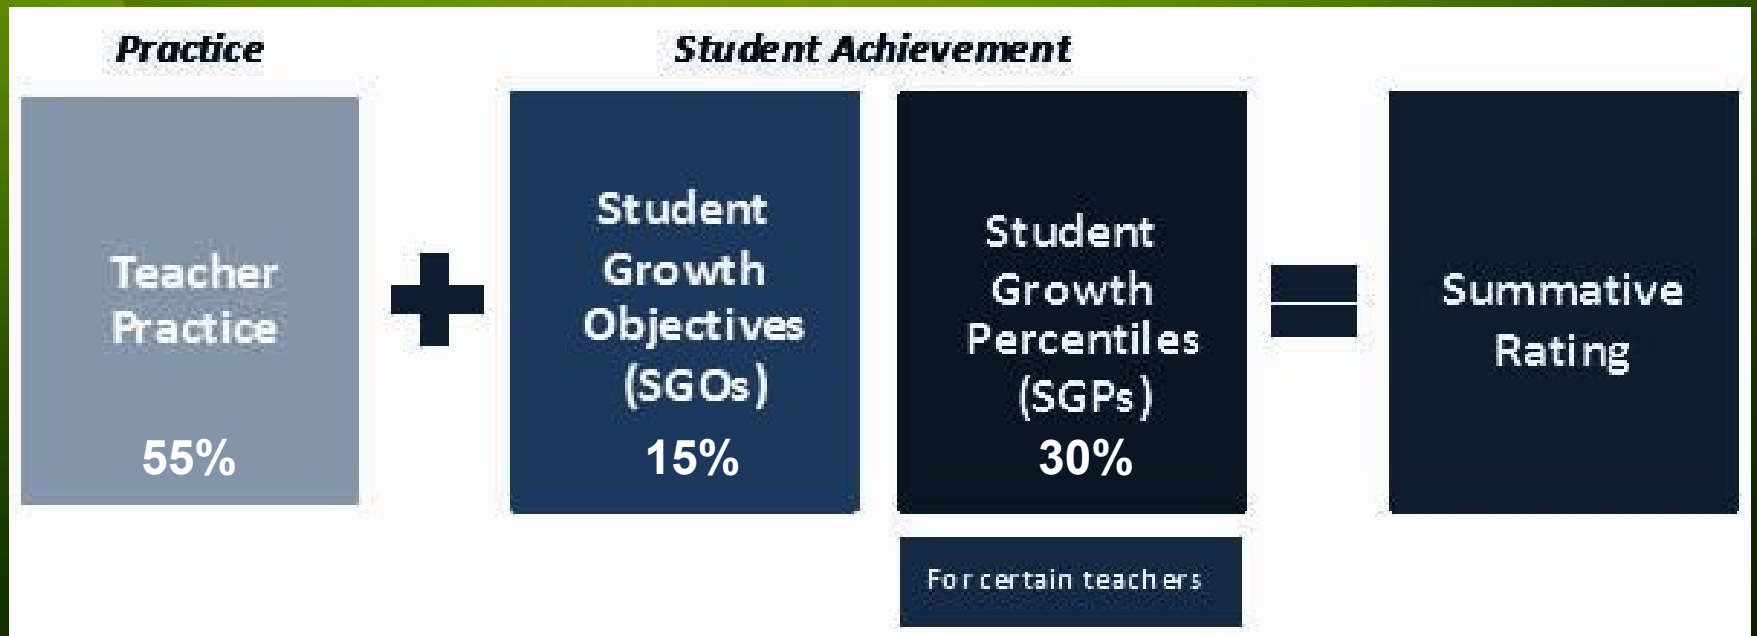 Practice
Student Achievement
Teacher
Practice
55%
Student
Growth
Objectives
(SGOs)
15%
Student
Growth
Percentiles
(SGPs)
30%
Summative
Rating
For certain teachers